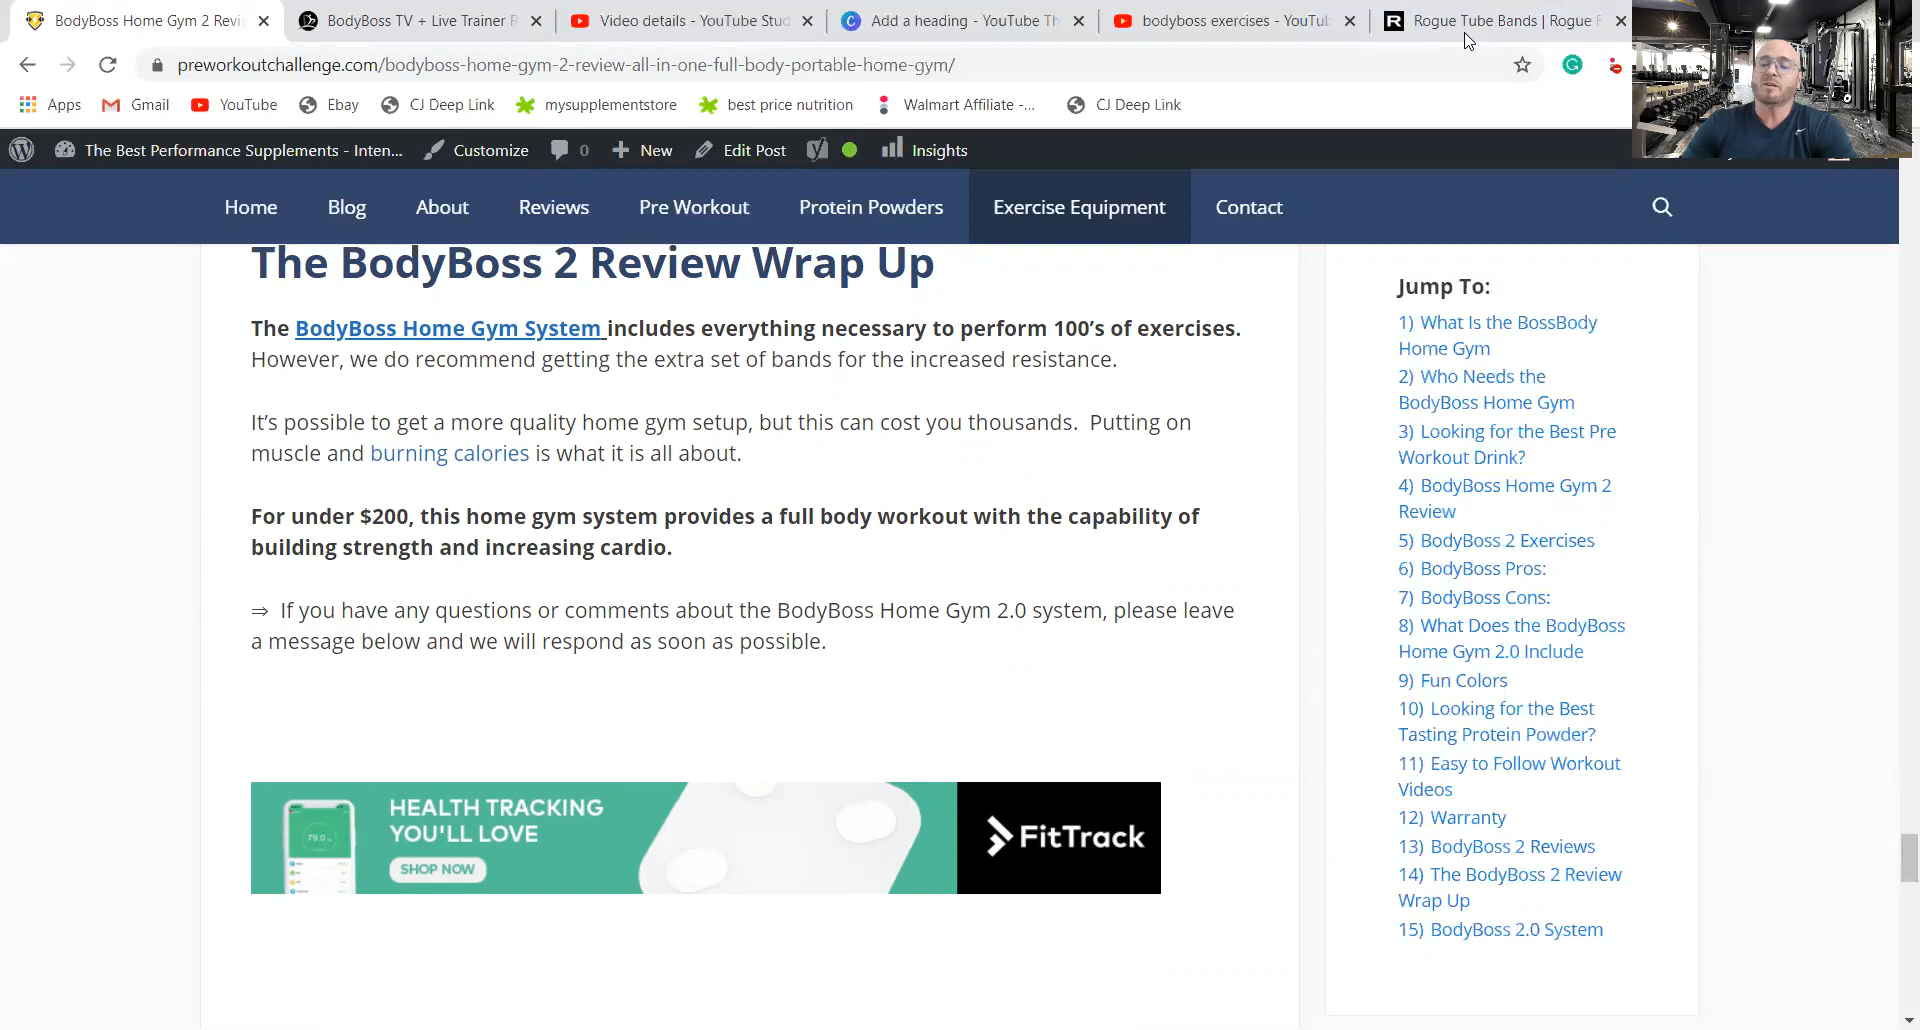 BodyBoss Home Gym 2 Revi
BodyBoss TV + Live Trainer
Video details - YouTube Stud
Add a heading - YouTube Th
bodyboss exercises - YouTub
Rogue Tube Bands | Rogue F
preworkoutchallenge.com/bodyboss-home-gym-2-review-all-in-one-full-body-portable-home-gym/
Apps
Gmail
YouTube
Ebay
CJ Deep Link
mysupplementstore
best price nutrition
Walmart Affiliate -...
CJ Deep Link
The Best Performance Supplements - Inten...
Customize
0
New
Edit Post
Insights
Home
Blog
About
Reviews
Pre Workout
Protein Powders
Exercise Equipment
Contact
The BodyBoss 2 Review Wrap Up
The BodyBoss Home Gym System includes everything necessary to perform 100's of exercises.
However, we do recommend getting the extra set of bands for the increased resistance.
It's possible to get a more quality home gym setup, but this can cost you thousands. Putting on
muscle and burning calories is what it is all about.
For under $200, this home gym system provides a full body workout with the capability of
building strength and increasing cardio.
⇒ If you have any questions or comments about the BodyBoss Home Gym 2.0 system, please leave
a message below and we will respond as soon as possible.
HEALTH TRACKING
YOU'LL LOVE
SHOP NOW
FitTrack
Jump To:
1) What Is the BossBody
Home Gym
2) Who Needs the
BodyBoss Home Gym
3) Looking for the Best Pre
Workout Drink?
4) BodyBoss Home Gym 2
Review
5) BodyBoss 2 Exercises
6) BodyBoss Pros:
7) BodyBoss Cons:
8) What Does the BodyBoss
Home Gym 2.0 Include
9) Fun Colors
10) Looking for the Best
Tasting Protein Powder?
11) Easy to Follow Workout
Videos
12) Warranty
13) BodyBoss 2 Reviews
14) The BodyBoss 2 Review
Wrap Up
15) BodyBoss 2.0 System